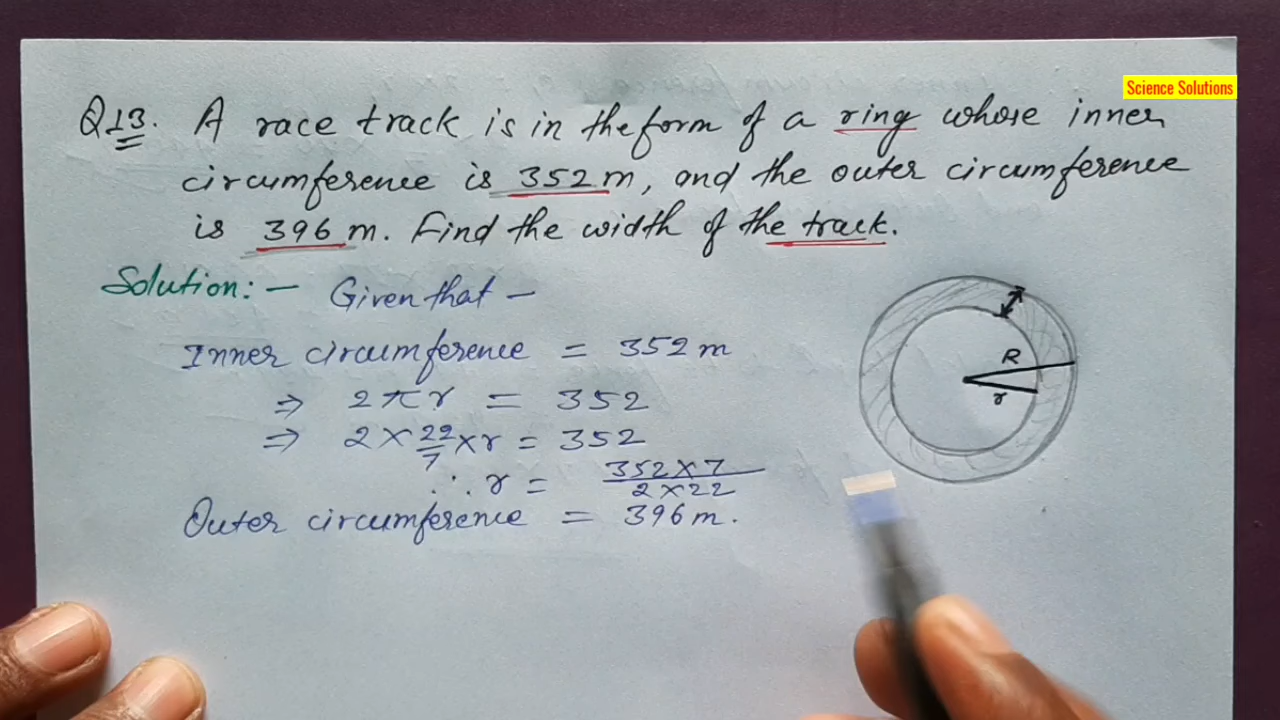 Science Solutions
Q13. A race track is in the form of a ring whose inner
circumference is 352 m, and the outer circumference
is 396 m. Find the width of the track.
Solution:- Given that -
Inner circumference = 352 m
⇒ 2πr = 352
⇒ 2 × 22/7 × r = 352
∴ r = 352×7 / 2×22
Outer circumference = 396 m.
R
r